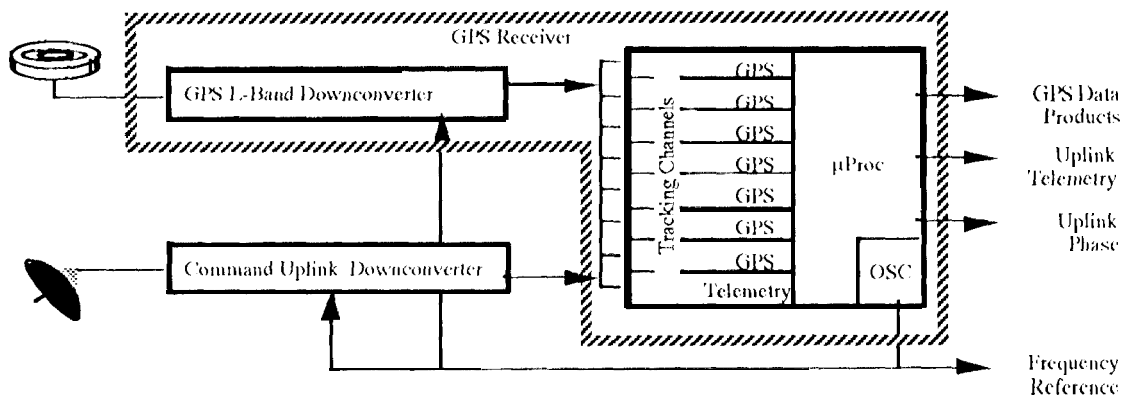 GPS Receiver
GPS L-Band Downconverter
Command Uplink Downconverter
Tracking Channels
GPS
GPS
GPS
GPS
GPS
GPS
GPS
Telemetry
µProc
OSC
GPS Data
Products
Uplink
Telemetry
Uplink
Phase
Frequency
Reference